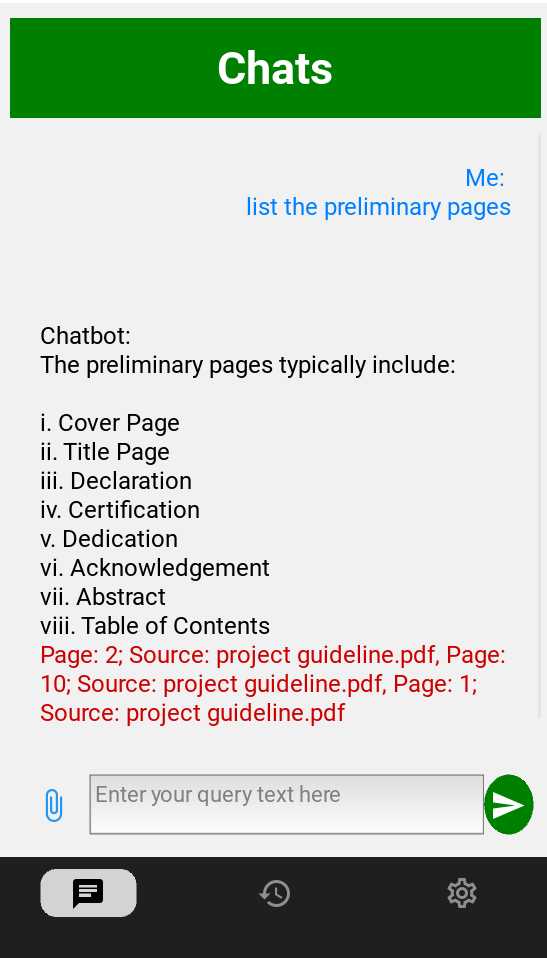 Chats
Me:
list the preliminary pages
Chatbot:
The preliminary pages typically include:
i. Cover Page
ii. Title Page
iii. Declaration
iv. Certification
v. Dedication
vi. Acknowledgement
vii. Abstract
viii. Table of Contents
Page: 2; Source: project guideline.pdf, Page:
10; Source: project guideline.pdf, Page: 1;
Source: project guideline.pdf
Enter your query text here